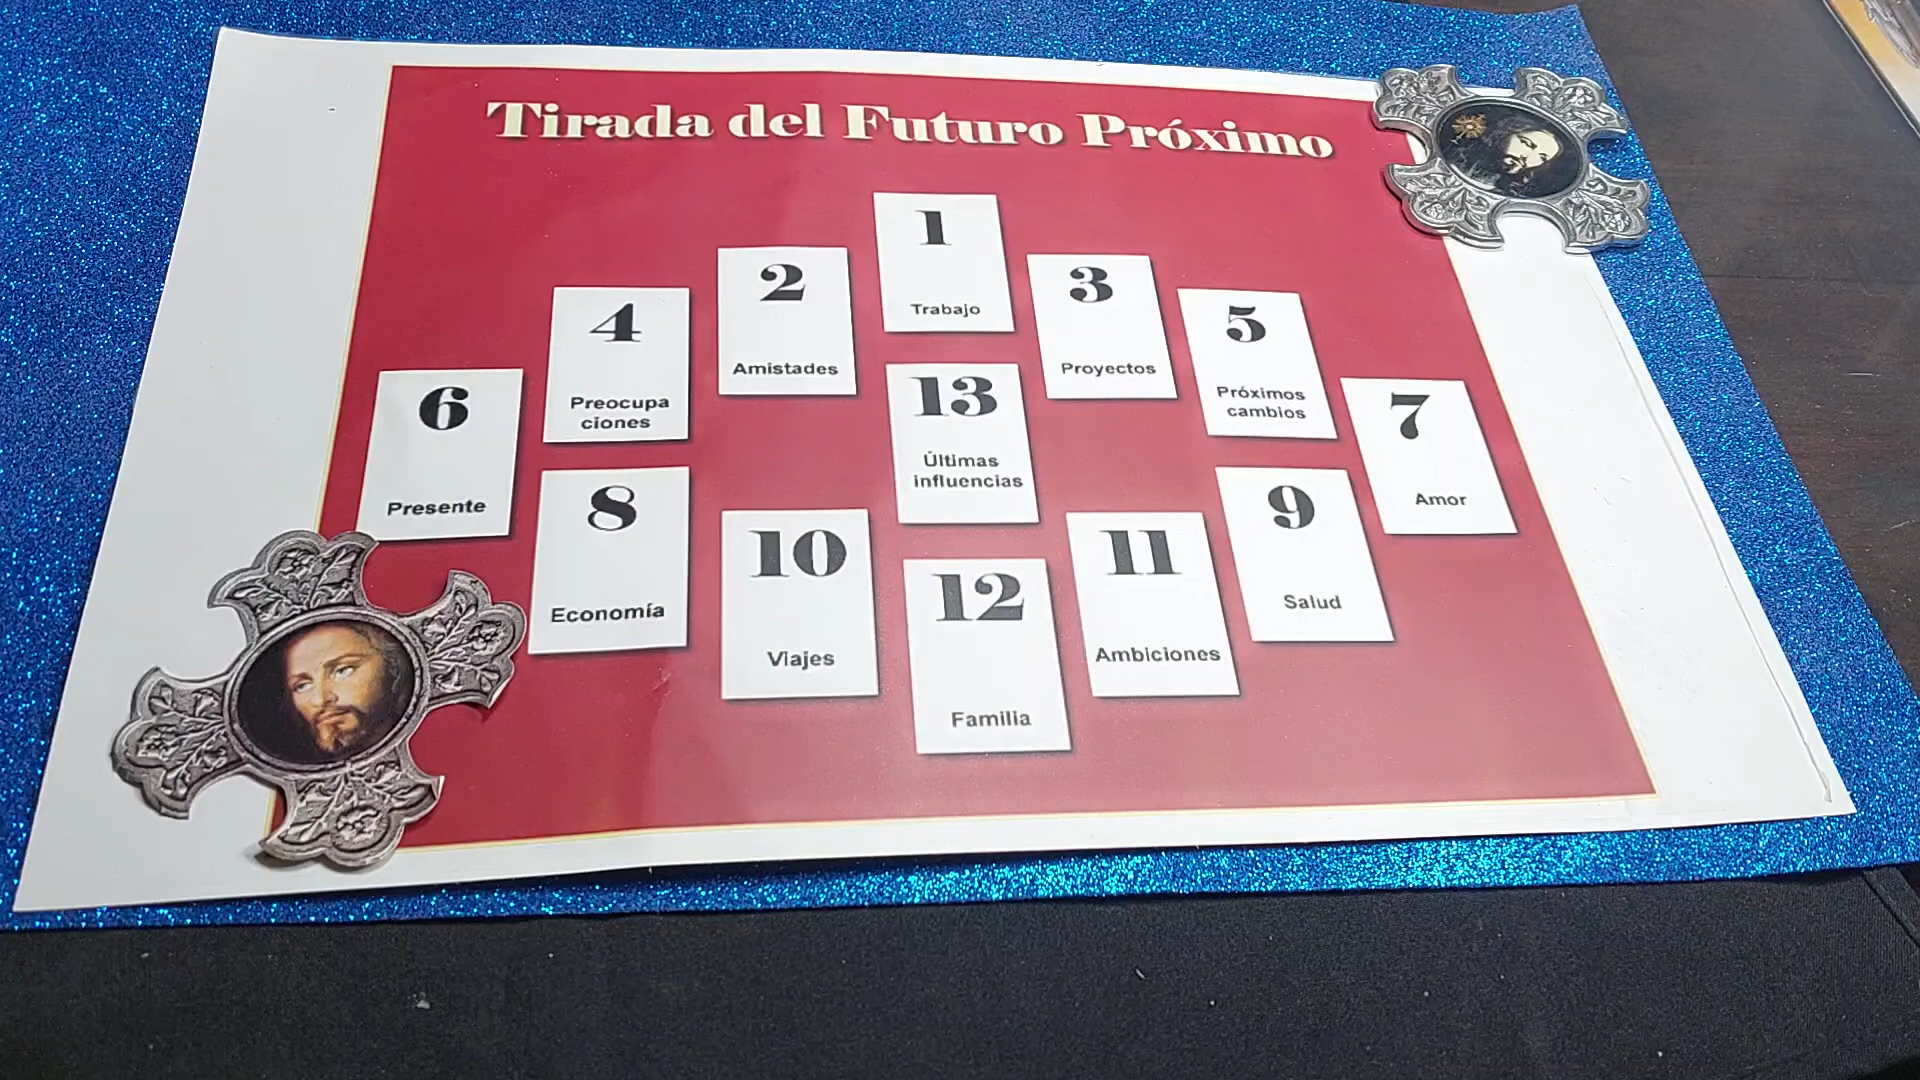 Tirada del Futuro Próximo
1
Trabajo
2
Amistades
3
Proyectos
4
Preocupa
ciones
5
Próximos
cambios
6
Presente
7
Amor
13
Últimas
influencias
8
Economía
9
Salud
10
Viajes
11
Ambiciones
12
Familia